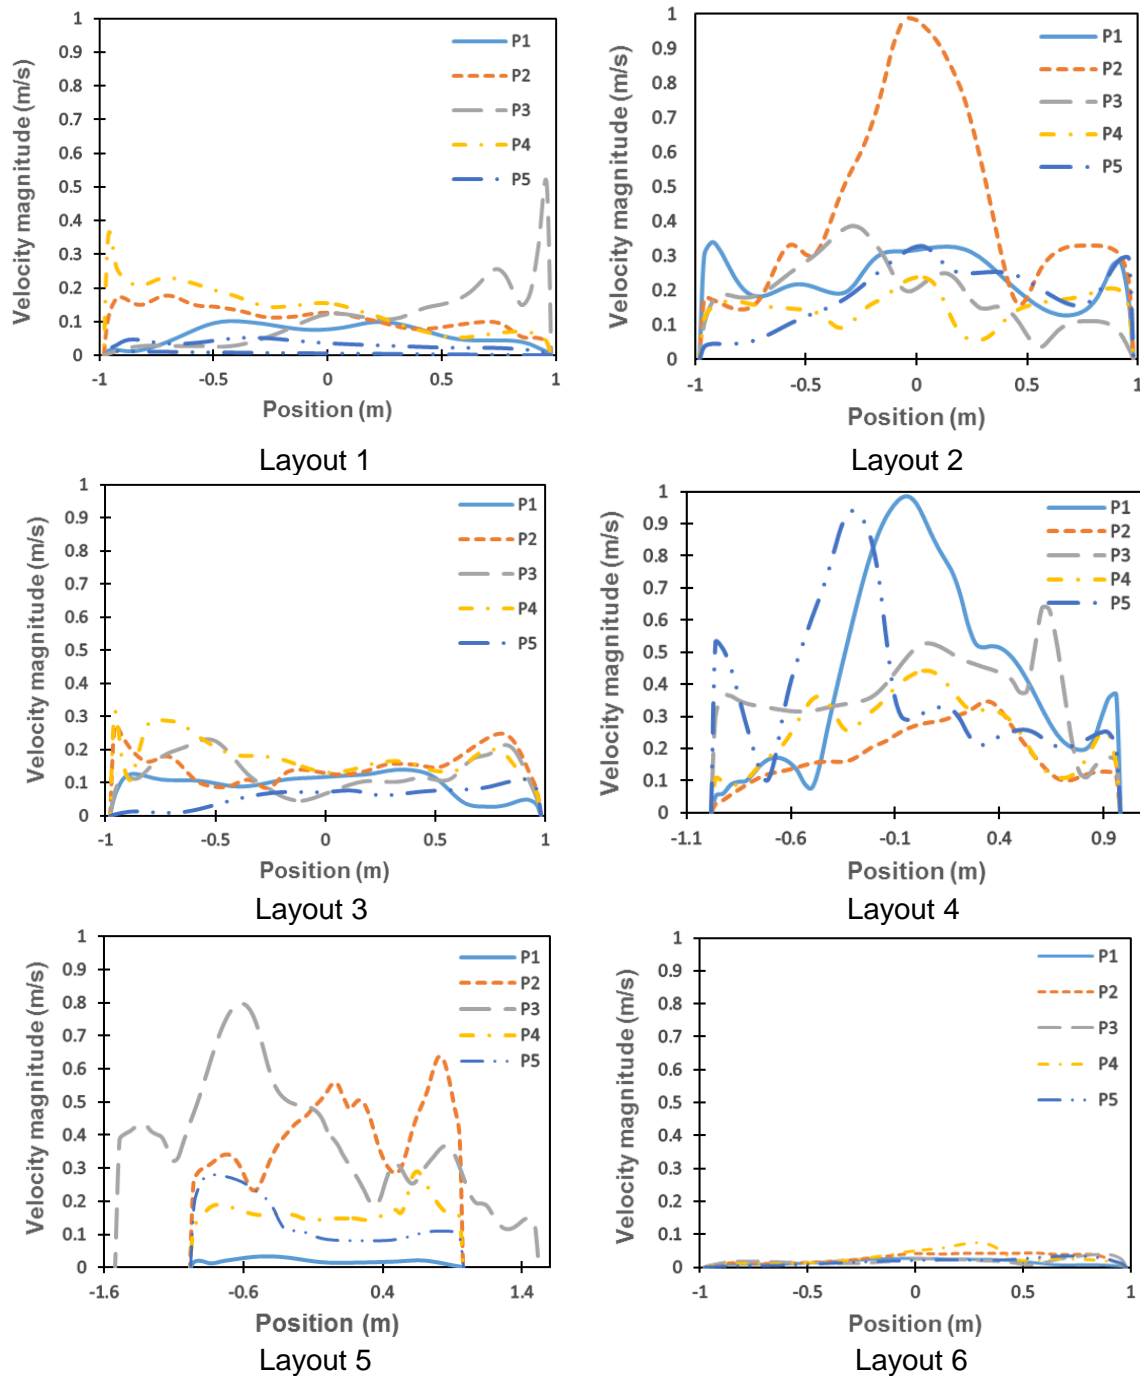 Velocity magnitude (m/s)
1
0.9
0.8
0.7
0.6
0.5
0.4
0.3
0.2
0.1
0
-1
-0.5
0
0.5
1
Position (m)
P1
P2
P3
P4
P5
Layout 1
Velocity magnitude (m/s)
1
0.9
0.8
0.7
0.6
0.5
0.4
0.3
0.2
0.1
0
-1
-0.5
0
0.5
1
Position (m)
P1
P2
P3
P4
P5
Layout 2
Velocity magnitude (m/s)
1
0.9
0.8
0.7
0.6
0.5
0.4
0.3
0.2
0.1
0
-1
-0.5
0
0.5
1
Position (m)
P1
P2
P3
P4
P5
Layout 3
Velocity magnitude (m/s)
1
0.9
0.8
0.7
0.6
0.5
0.4
0.3
0.2
0.1
0
-1.1
-0.6
-0.1
0.4
0.9
Position (m)
P1
P2
P3
P4
P5
Layout 4
Velocity magnitude (m/s)
1
0.9
0.8
0.7
0.6
0.5
0.4
0.3
0.2
0.1
0
-1.6
-0.6
0.4
1.4
Position (m)
P1
P2
P3
P4
P5
Layout 5
Velocity magnitude (m/s)
1
0.9
0.8
0.7
0.6
0.5
0.4
0.3
0.2
0.1
0
-1
-0.5
0
0.5
1
Position (m)
P1
P2
P3
P4
P5
Layout 6